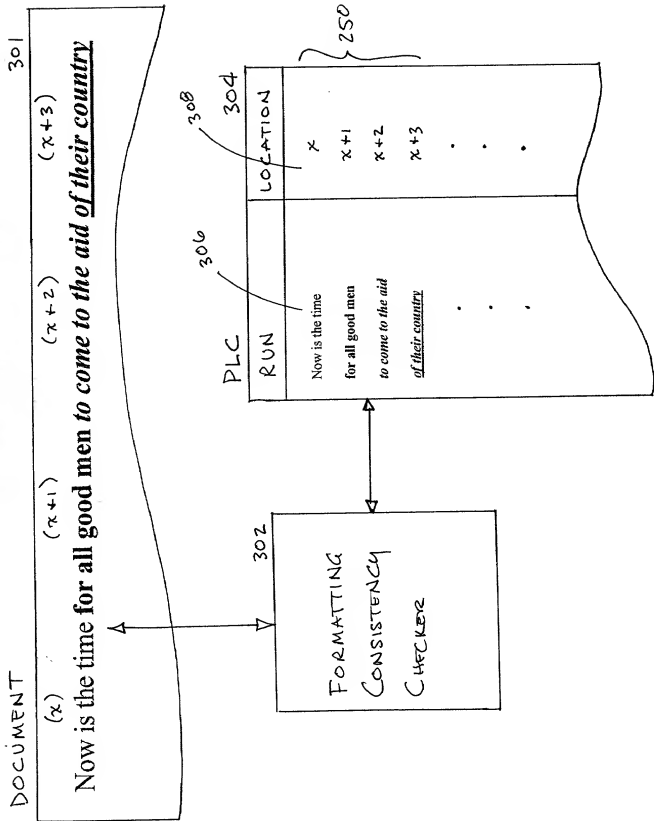 DOCUMENT 301
(x) (x+1) (x+2) (x+3)
Now is the time for all good men to come to the aid of their country
302
FORMATTING
CONSISTENCY
CHECKER
PLC 304
RUN LOCATION
306 308
Now is the time x
for all good men x+1
to come to the aid x+2
of their country x+3
250